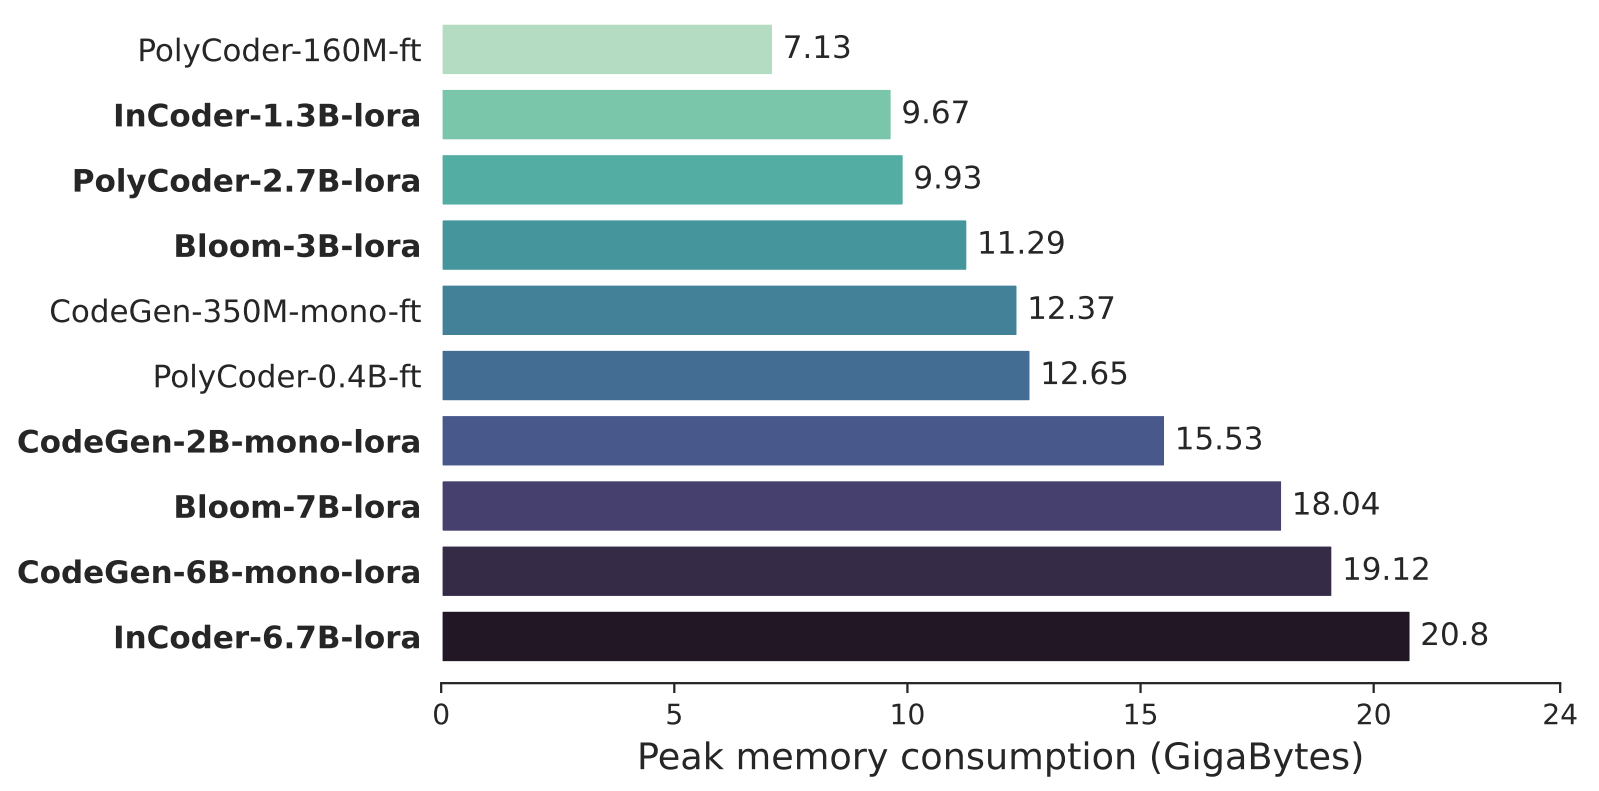 PolyCoder-160M-ft 7.13
InCoder-1.3B-lora 9.67
PolyCoder-2.7B-lora 9.93
Bloom-3B-lora 11.29
CodeGen-350M-mono-ft 12.37
PolyCoder-0.4B-ft 12.65
CodeGen-2B-mono-lora 15.53
Bloom-7B-lora 18.04
CodeGen-6B-mono-lora 19.12
InCoder-6.7B-lora 20.8
0 5 10 15 20 24
Peak memory consumption (GigaBytes)